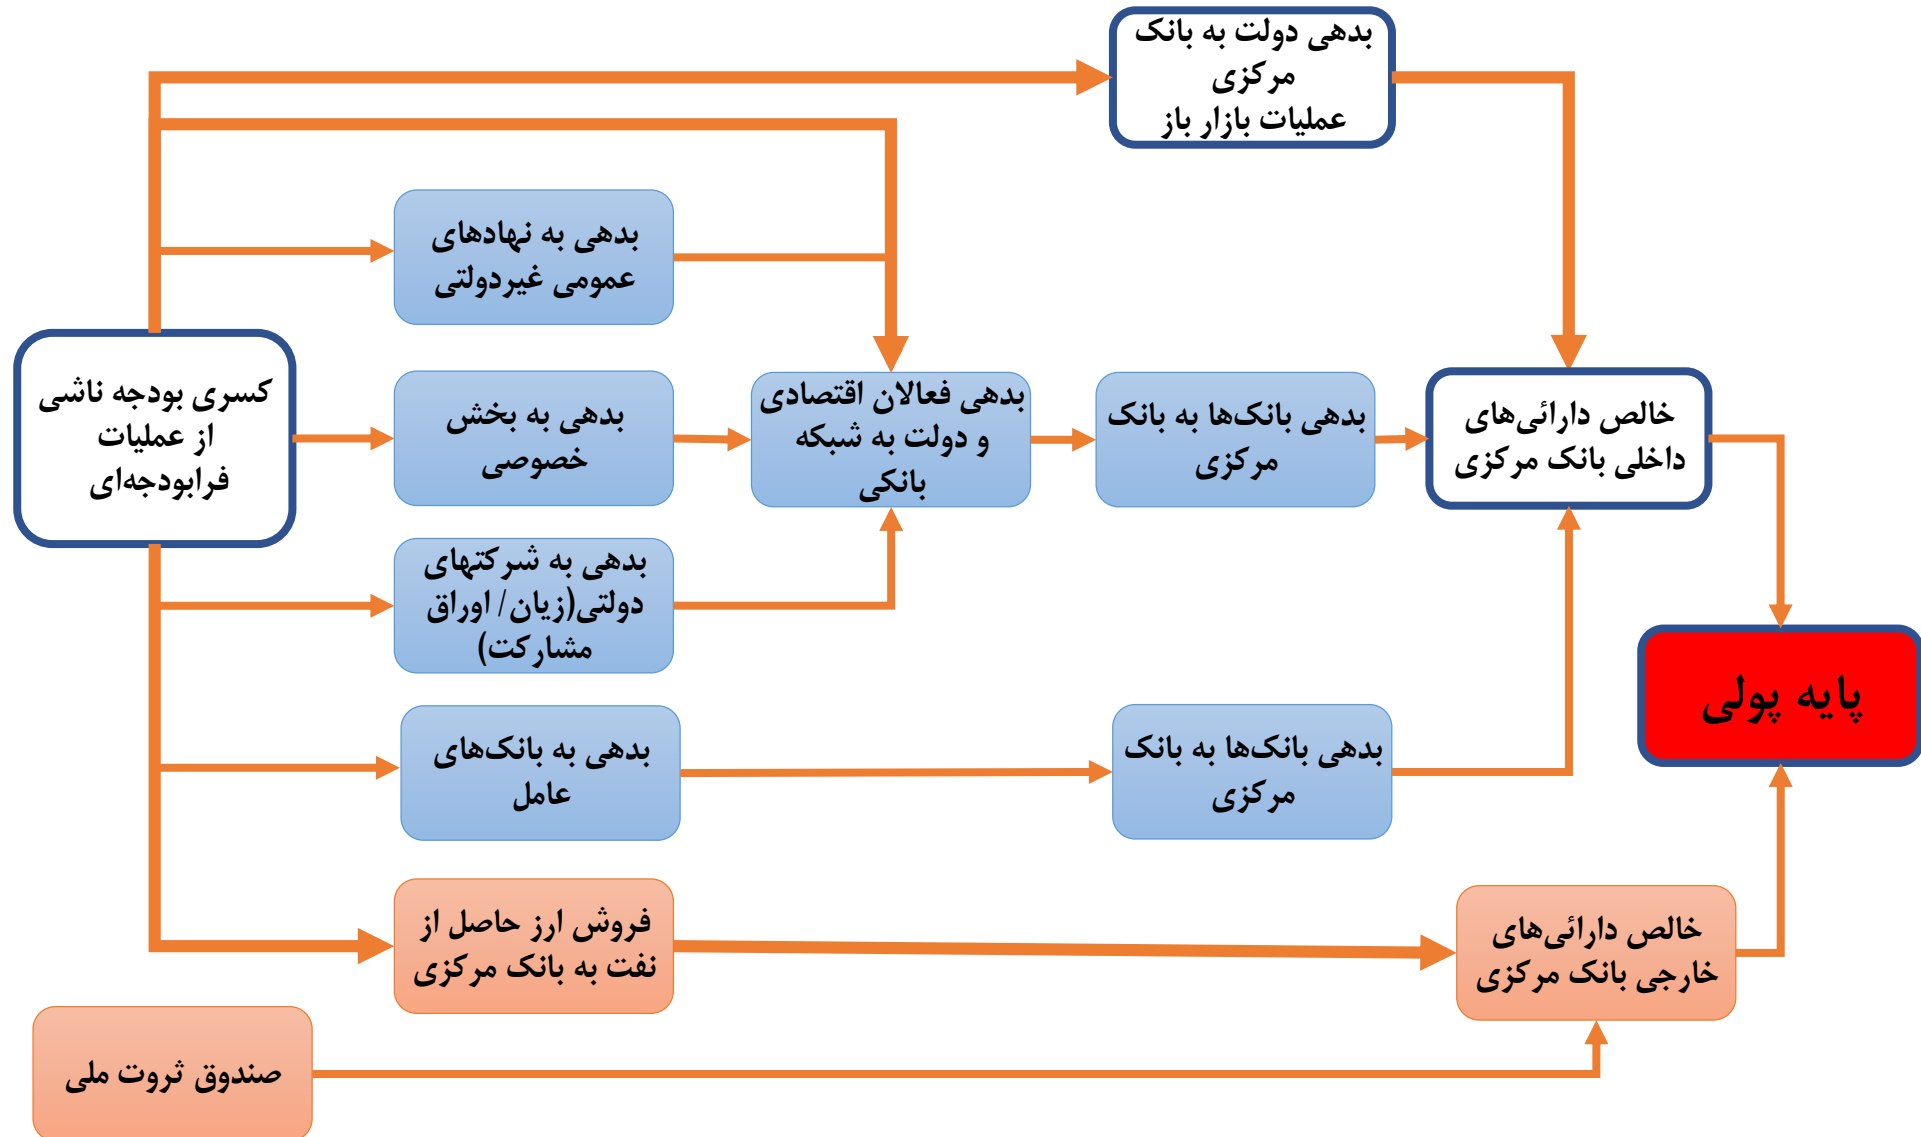 بدهی دولت به بانک
مرکزی
عملیات بازار باز
بدهی به نهادهای
عمومی غیردولتی
کسری بودجه ناشی
از عملیات
فرابودجه‌ای
بدهی به بخش
خصوصی
بدهی فعالان اقتصادی
و دولت به شبکه
بانکی
بدهی بانک‌ها به بانک
مرکزی
خالص دارائی‌های
داخلی بانک مرکزی
بدهی به شرکتهای
دولتی(زیان/ اوراق
مشارکت)
پایه پولی
بدهی به بانک‌های
عامل
بدهی بانک‌ها به بانک
مرکزی
فروش ارز حاصل از
نفت به بانک مرکزی
خالص دارائی‌های
خارجی بانک مرکزی
صندوق ثروت ملی